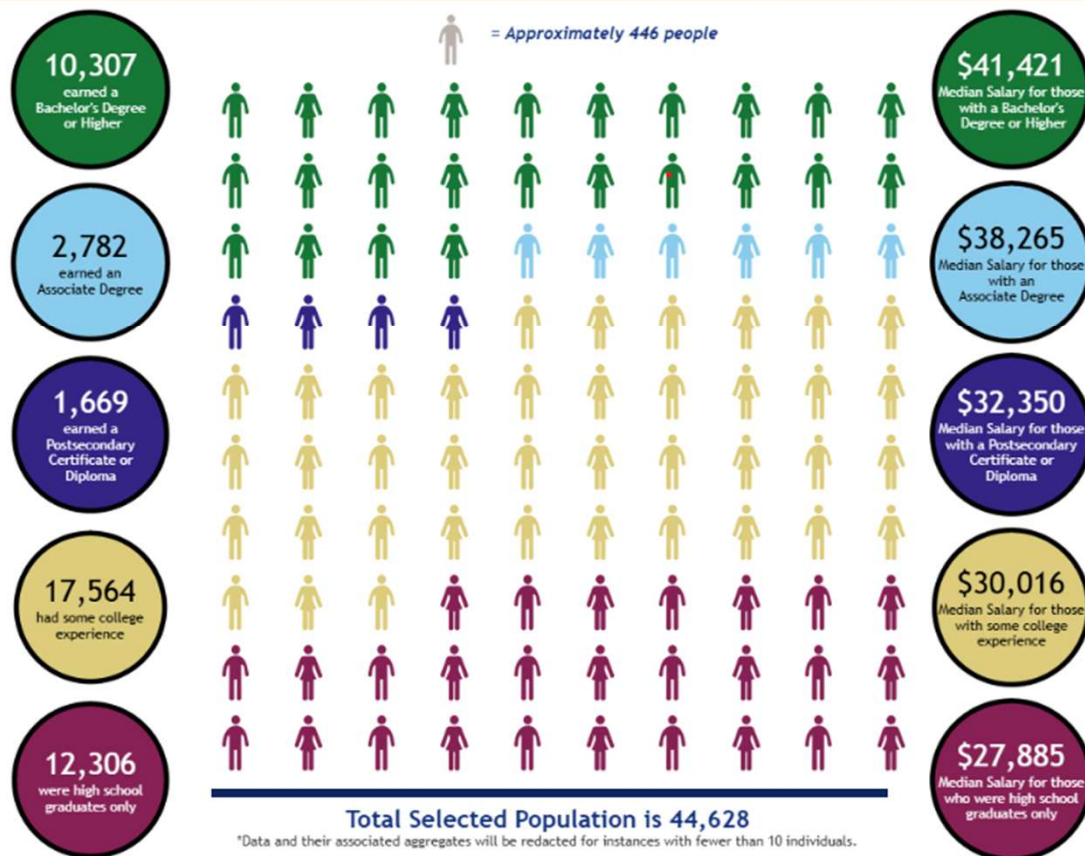 = Approximately 446 people
10,307
earned a
Bachelor's Degree
or Higher
2,782
earned an
Associate Degree
1,669
earned a
Postsecondary
Certificate or
Diploma
17,564
had some college
experience
12,306
were high school
graduates only
$41,421
Median Salary for those
with a Bachelor's
Degree or Higher
$38,265
Median Salary for those
with an
Associate Degree
$32,350
Median Salary for those
with a Postsecondary
Certificate or
Diploma
$30,016
Median Salary for those
with some college
experience
$27,885
Median Salary for those
who were high school
graduates only
Total Selected Population is 44,628
*Data and their associated aggregates will be redacted for instances with fewer than 10 individuals.